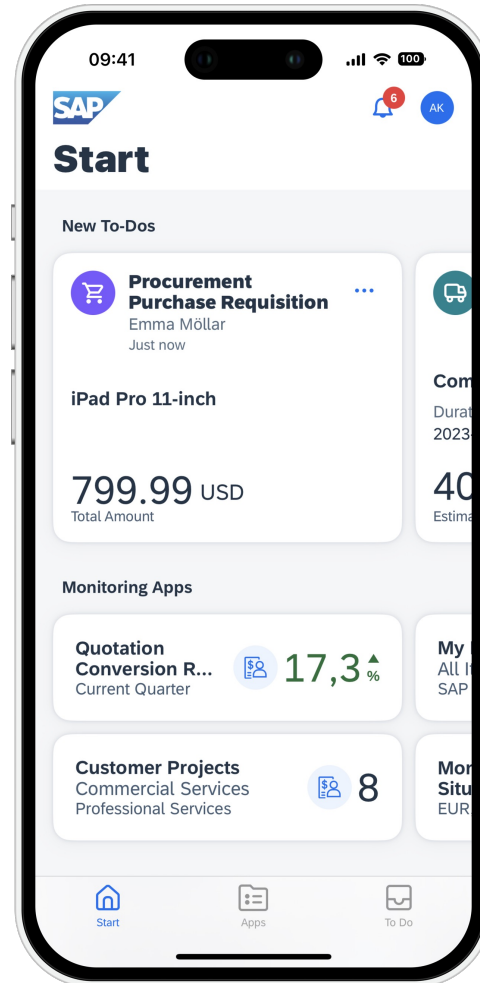 09:41
100
SAP
6
AK
Start
New To-Dos
Procurement
Purchase Requisition
Emma Möllar
Just now
iPad Pro 11-inch
799.99 USD
Total Amount
Com
Durat
2023-
40
Estima
Monitoring Apps
Quotation
Conversion R...
Current Quarter
17,3 %
My
All It
SAP
Customer Projects
Commercial Services
Professional Services
8
Mor
Situ
EUR
Start
Apps
To Do